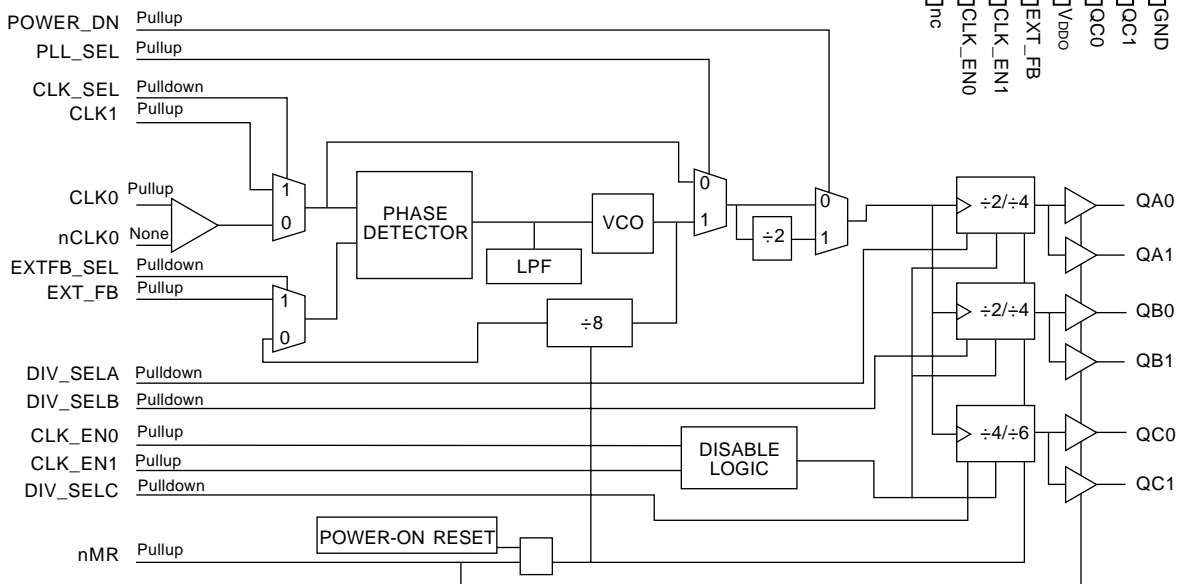 POWER_DN Pullup
PLL_SEL Pullup
CLK_SEL Pulldown
CLK1 Pullup
CLK0 Pullup
nCLK0 None
EXTFB_SEL Pulldown
EXT_FB Pullup
DIV_SELA Pulldown
DIV_SELB Pulldown
CLK_EN0 Pullup
CLK_EN1 Pullup
DIV_SELC Pulldown
nMR Pullup
1
0
1
0
PHASE
DETECTOR
LPF
VCO
÷8
0
1
÷2
0
1
DISABLE
LOGIC
POWER-ON RESET
÷2/÷4
÷2/÷4
÷4/÷6
QA0
QA1
QB0
QB1
QC0
QC1
nc
CLK_EN0
CLK_EN1
EXT_FB
VDDO
QC0
QC1
GND